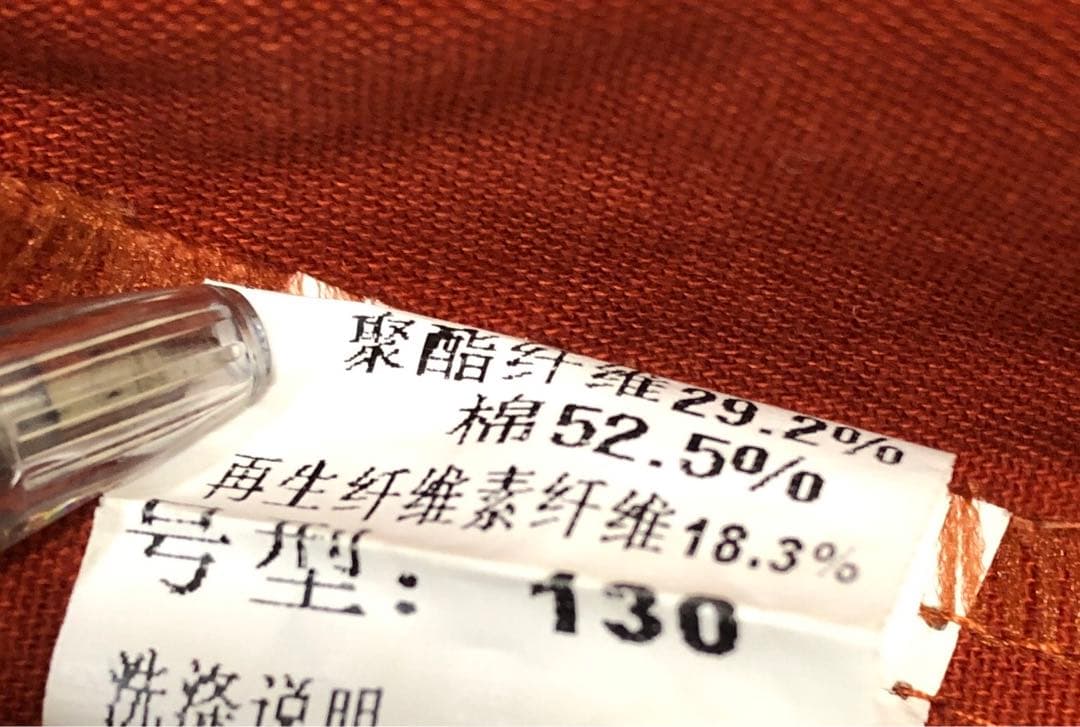 聚酯纤维29.2%
棉52.5%
再生纤维素纤维18.3%
号型：130
洗涤说明